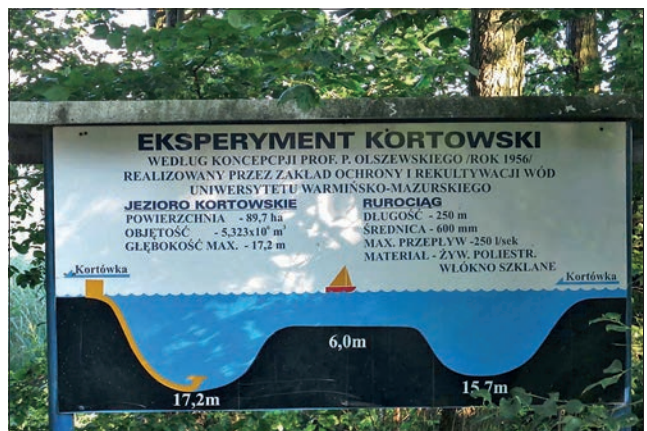 EKSPERYMENT KORTOWSKI
WEDŁUG KONCEPCPJI PROF. P. OLSZEWSKIEGO /ROK 1956/
REALIZOWANY PRZEZ ZAKŁAD OCHRONY I REKULTYWACJI WÓD
UNIWERSYTETU WARMIŃSKO-MAZURSKIEGO
JEZIORO KORTOWSKIE
POWIERZCHNIA - 89,7 ha
OBJĘTOŚĆ - 5,323x10⁶ m³
GŁĘBOKOŚĆ MAX. - 17,2 m
RUROCIĄG
DŁUGOŚĆ - 250 m
ŚREDNICA - 600 mm
MAX. PRZEPŁYW -250 l/sek
MATERIAŁ - ŻYW. POLIESTR.
WŁÓKNO SZKLANE
Kortówka
Kortówka
6,0m
17,2m
15,7m